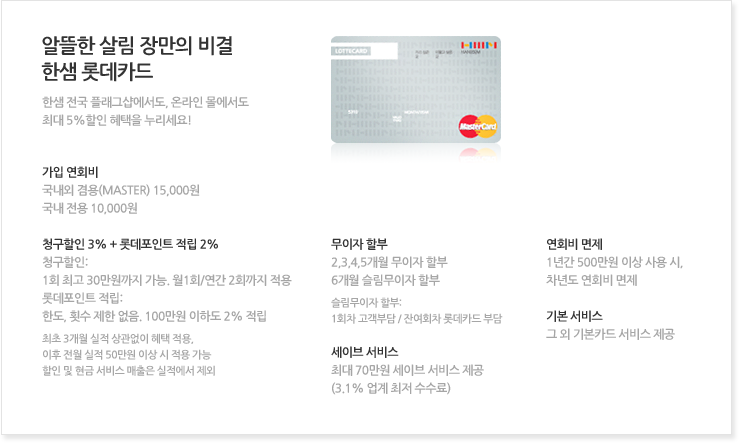 알뜰한 살림 장만의 비결
한샘 롯데카드
한샘 전국 플래그샵에서도, 온라인 몰에서도
최대 5%할인 혜택을 누리세요!
LOTTECARD
MasterCard
가입 연회비
국내외 겸용(MASTER) 15,000원
국내 전용 10,000원
청구할인 3% + 롯데포인트 적립 2%
청구할인:
1회 최고 30만원까지 가능. 월1회/연간 2회까지 적용
롯데포인트 적립:
한도, 횟수 제한 없음. 100만원 이하도 2% 적립
최초 3개월 실적 상관없이 혜택 적용,
이후 전월 실적 50만원 이상 시 적용 가능
할인 및 현금 서비스 매출은 실적에서 제외
무이자 할부
2,3,4,5개월 무이자 할부
6개월 슬림무이자 할부
슬림무이자 할부:
1회차 고객부담 / 잔여회차 롯데카드 부담
세이브 서비스
최대 70만원 세이브 서비스 제공
(3.1% 업계 최저 수수료)
연회비 면제
1년간 500만원 이상 사용 시,
차년도 연회비 면제
기본 서비스
그 외 기본카드 서비스 제공